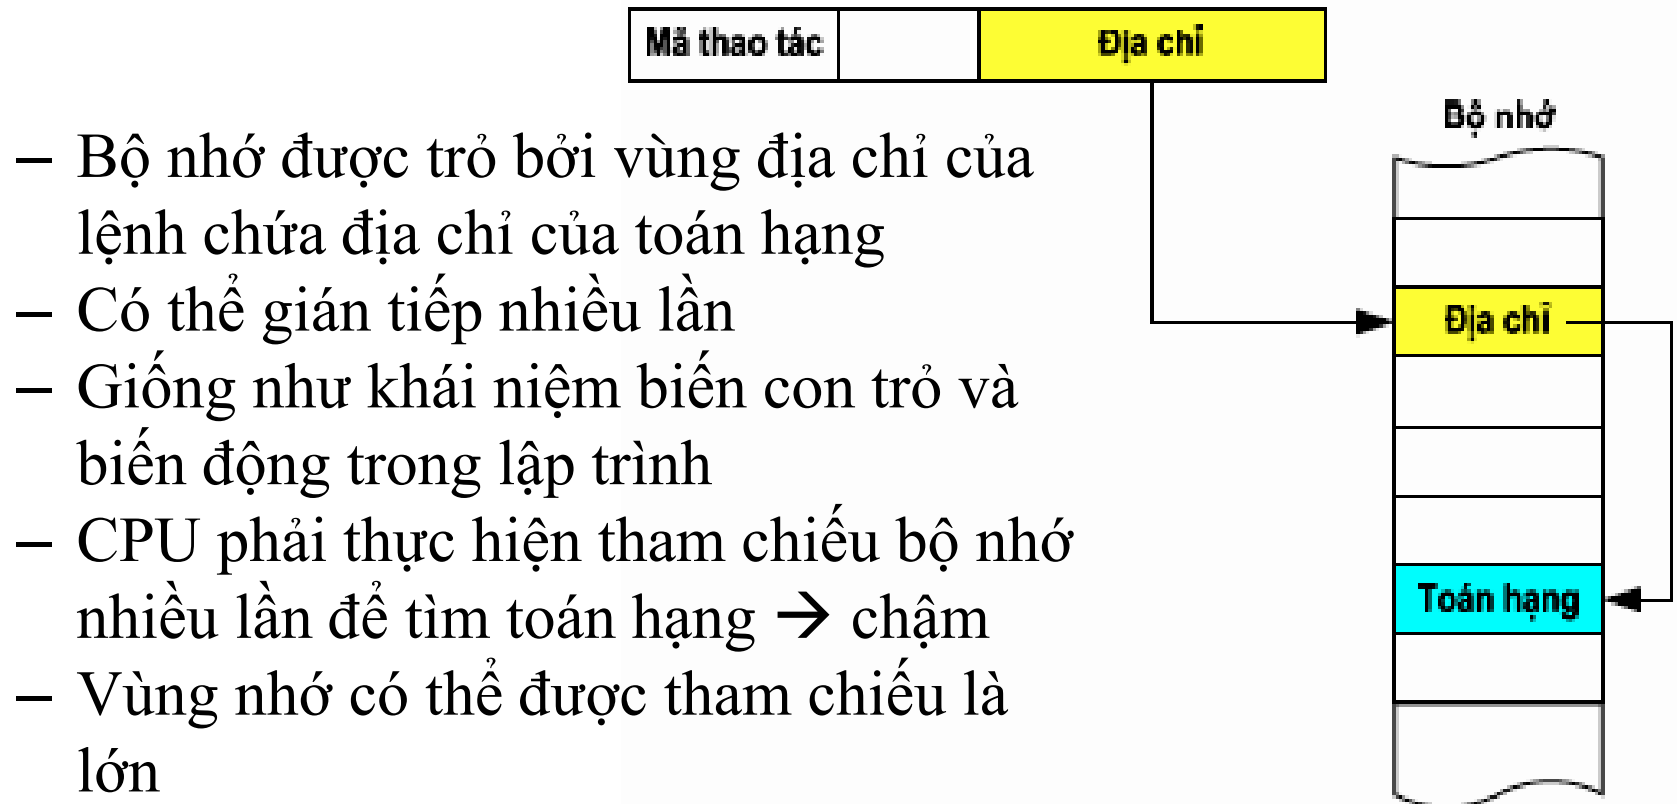 Mã thao tác Địa chỉ
Bộ nhớ
– Bộ nhớ được trỏ bởi vùng địa chỉ của
lệnh chứa địa chỉ của toán hạng
– Có thể gián tiếp nhiều lần
– Giống như khái niệm biến con trỏ và
biến động trong lập trình
– CPU phải thực hiện tham chiếu bộ nhớ
nhiều lần để tìm toán hạng → chậm
– Vùng nhớ có thể được tham chiếu là
lớn
Địa chỉ
Toán hạng